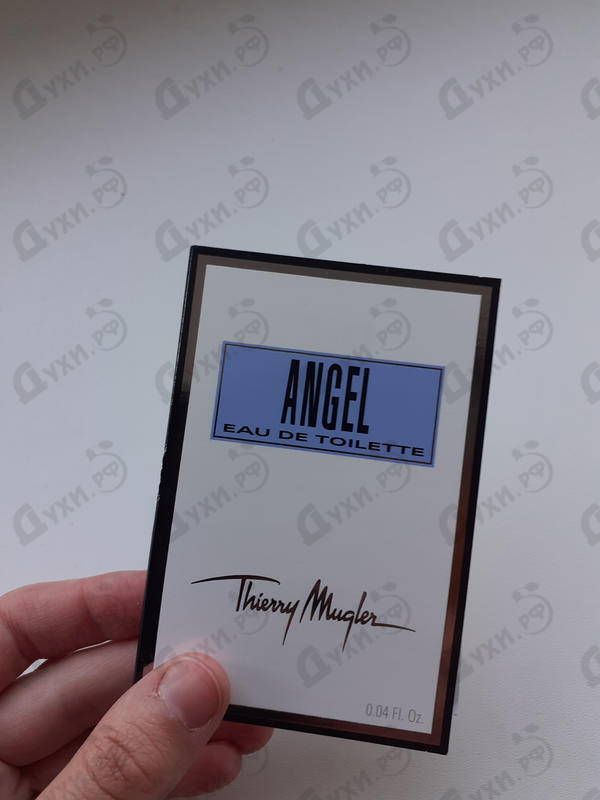 ANGEL
EAU DE TOILETTE
Thierry Mugler
0.04 Fl. Oz.
Духи.РФ